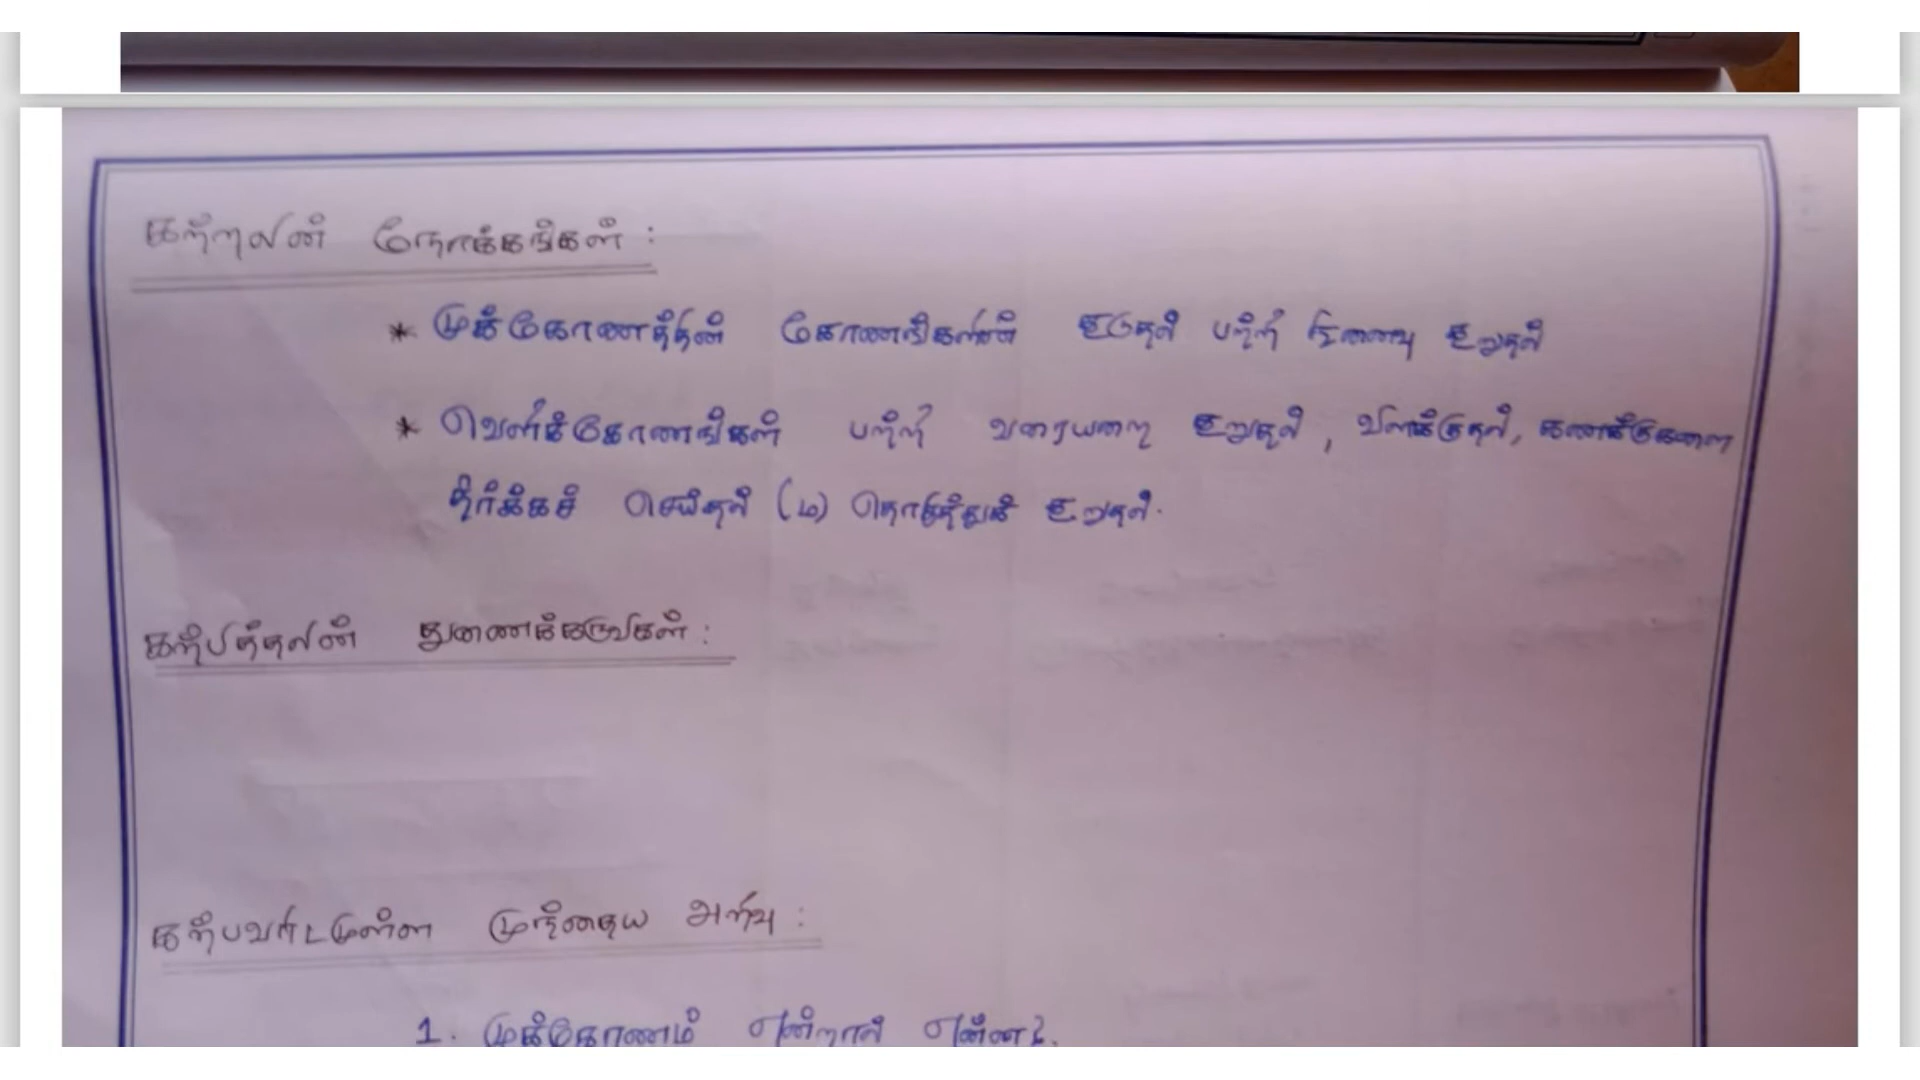 கற்றலின் நோக்கங்கள் :
* முக்கோணத்தின் கோணங்களின் கூடுதல் பற்றி நினைவு கூறுதல்
* வெளிக்கோணங்கள் பற்றி வரையறை கூறுதல், விளக்குதல், கணக்குகளை
தீர்க்கச் செய்தல் (ம) தொகுத்துக் கூறுதல்.
கற்பித்தலின் துணைக்கருவிகள் :
கற்பவரிடமுள்ள முந்தைய அறிவு :
1. முக்கோணம் என்றால் என்ன?